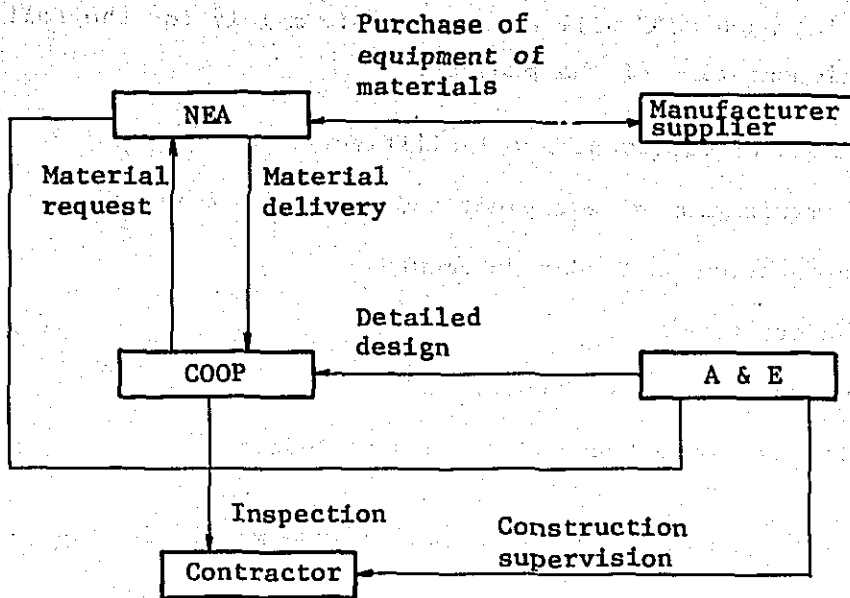 Purchase of
equipment of
materials
NEA
Manufacturer
supplier
Material
request
Material
delivery
Detailed
design
COOP
A & E
Inspection
Construction
supervision
Contractor